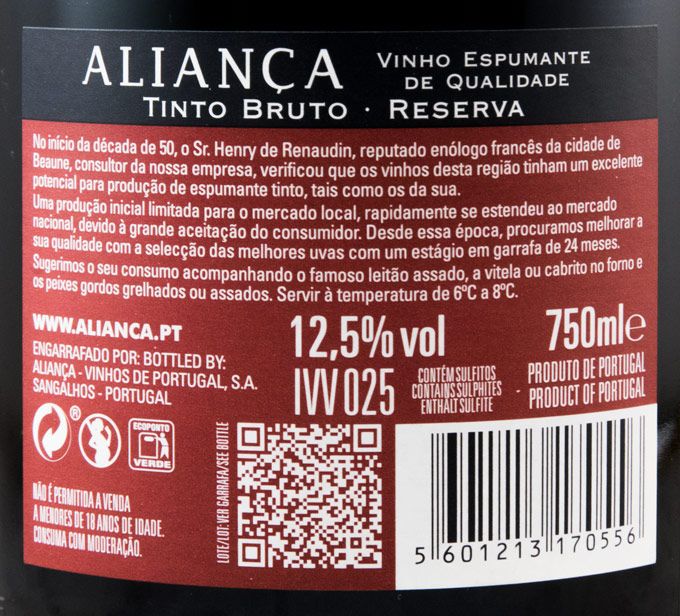 ALIANÇA
VINHO ESPUMANTE
DE QUALIDADE
TINTO BRUTO · RESERVA
No início da década de 50, o Sr. Henry de Renaudin, reputado enólogo francês da cidade de
Beaune, consultor da nossa empresa, verificou que os vinhos desta região tinham um excelente
potencial para produção de espumante tinto, tais como os da sua.
Uma produção inicial limitada para o mercado local, rapidamente se estendeu ao mercado
nacional, devido à grande aceitação do consumidor. Desde essa época, procuramos melhorar a
sua qualidade com a selecção das melhores uvas com um estágio em garrafa de 24 meses.
Sugerimos o seu consumo acompanhando o famoso leitão assado, a vitela ou cabrito no forno e
os peixes gordos grelhados ou assados. Servir à temperatura de 6ºC a 8ºC.
WWW.ALIANCA.PT
ENGARRAFADO POR: BOTTLED BY:
ALIANÇA - VINHOS DE PORTUGAL, S.A.
SANGALHOS - PORTUGAL
12,5% vol
IVV 025
750ml e
CONTÉM SULFITOS
CONTAINS SULPHITES
ENTHÄLT SULFITE
PRODUTO DE PORTUGAL
PRODUCT OF PORTUGAL
®
ECOPONTO
VERDE
NÃO É PERMITIDA A VENDA
A MENORES DE 18 ANOS DE IDADE.
CONSUMA COM MODERAÇÃO.
LOTE/LOT: VER GARRAFA/SEE BOTTLE
5 601213 170556